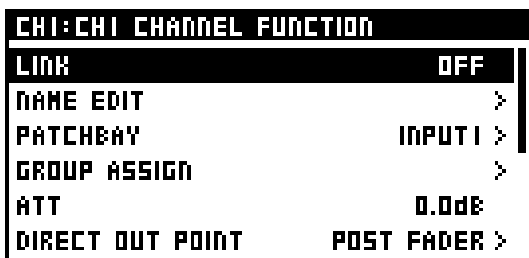 CH1:CH1 CHANNEL FUNCTION
LINK OFF
NAME EDIT >
PATCHBAY INPUT1 >
GROUP ASSIGN >
ATT 0.0dB
DIRECT OUT POINT POST FADER >